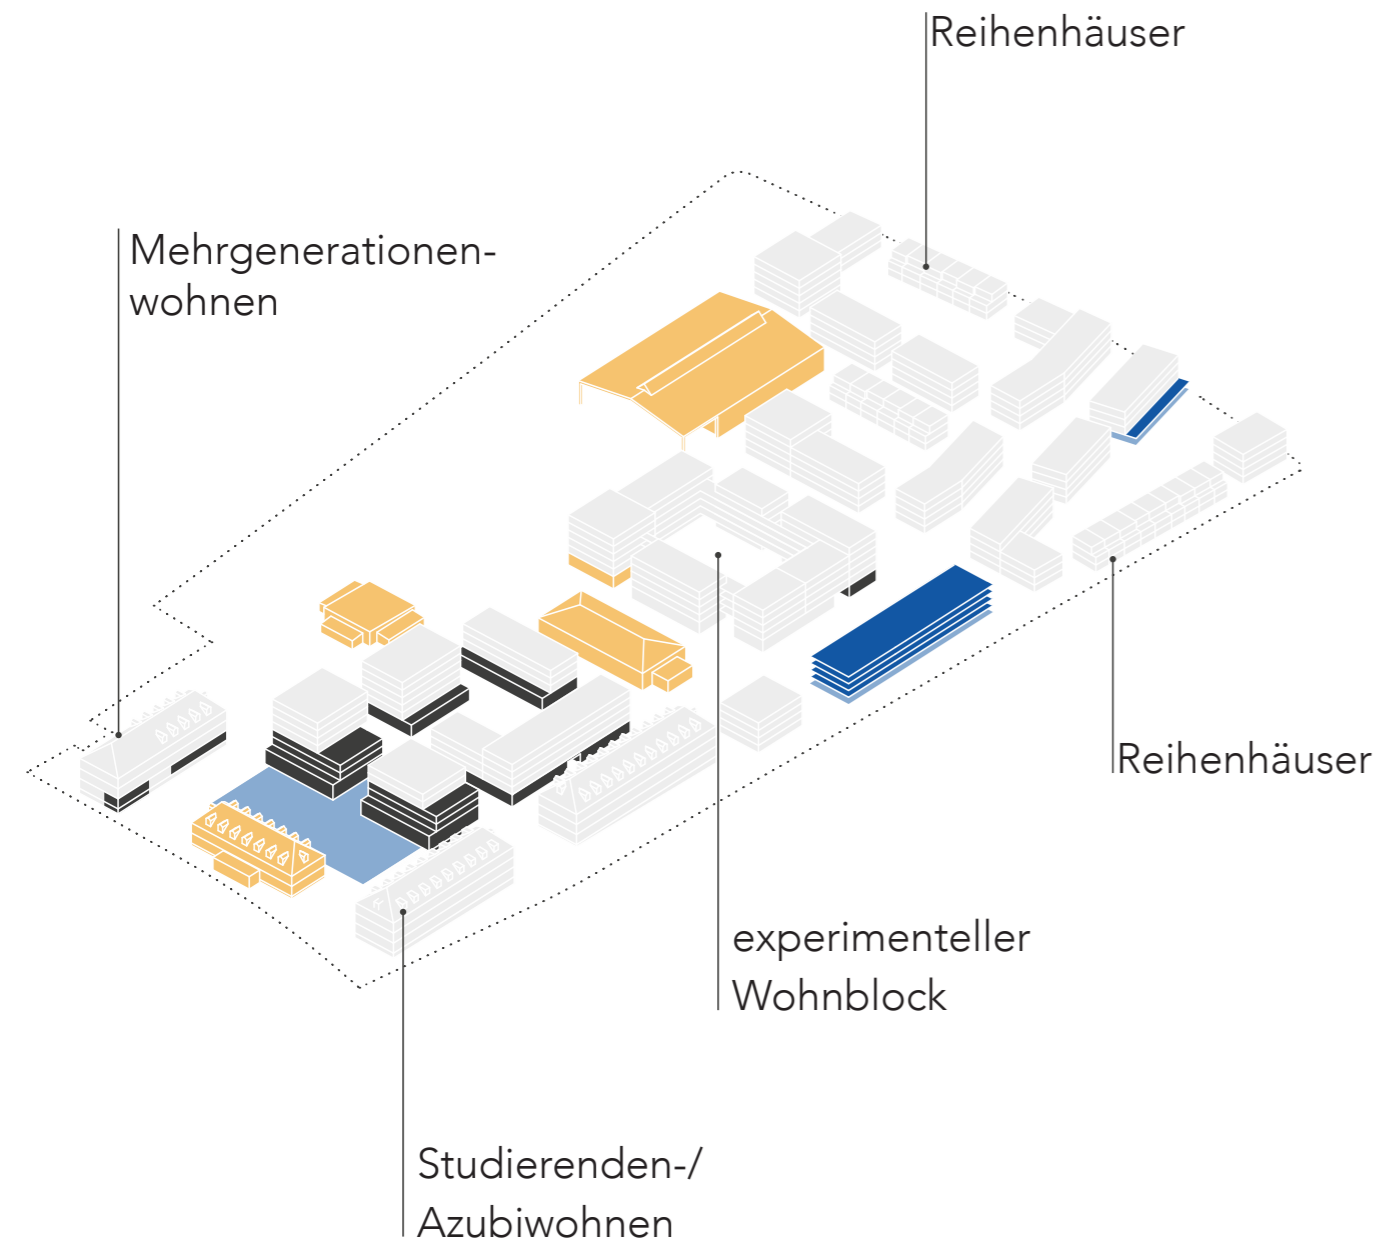 Reihenhäuser
Mehrgenerationen-
wohnen
Reihenhäuser
experimenteller
Wohnblock
Studierenden-/
Azubiwohnen